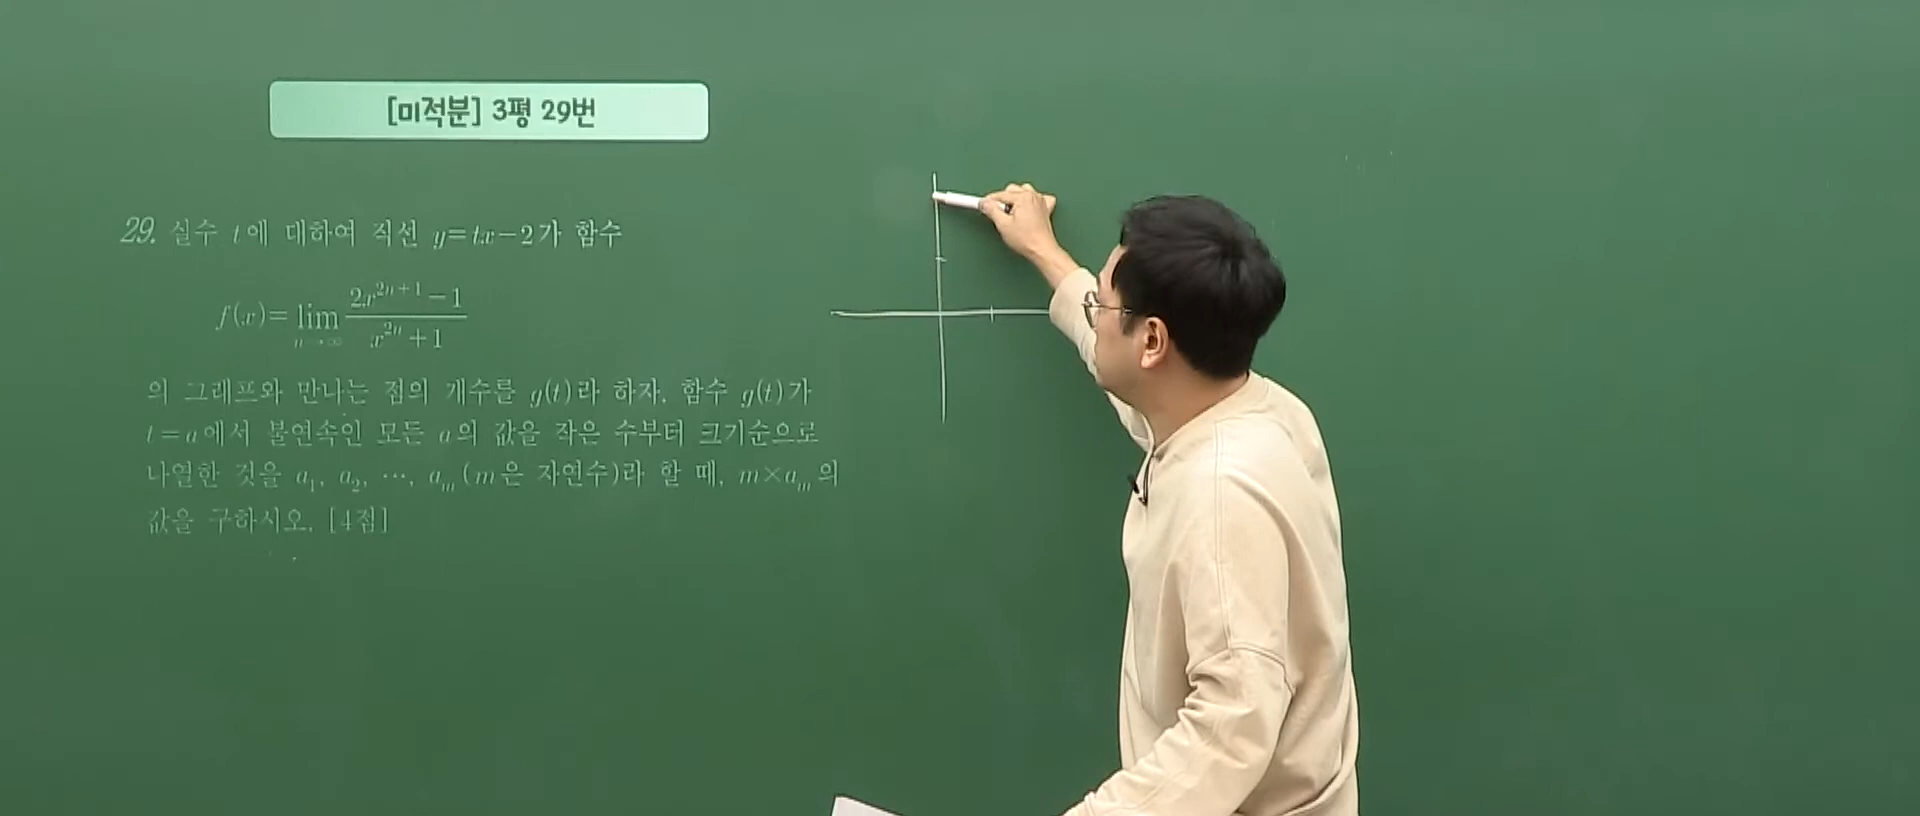 [미적분] 3평 29번
29. 실수 t에 대하여 직선 y=tx-2가 함수
f(x)=lim_{n→∞} \frac{2x^{2n+1}-1}{x^{2n}+1}
의 그래프와 만나는 점의 개수를 g(t)라 하자. 함수 g(t)가
t=a에서 불연속인 모든 a의 값을 작은 수부터 크기순으로
나열한 것을 a₁, a₂, ⋯, aₘ (m은 자연수)라 할 때, m×aₘ의
값을 구하시오. [4점]